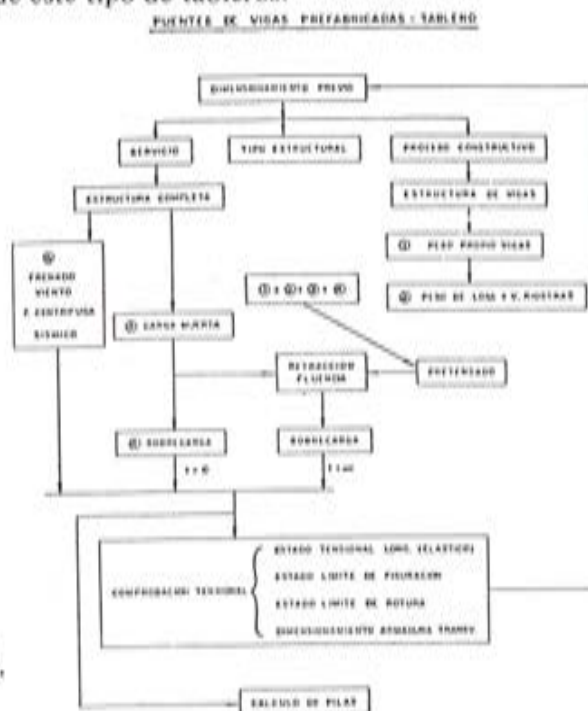 de este tipo de tableros.
PUENTES DE VIGAS PREFABRICADAS - TABLERO
DIMENSIONAMIENTO PREVIO
SERVICIO
TIPO ESTRUCTURAL
PROCESO CONSTRUCTIVO
ESTRUCTURA COMPLETA
ESTRUCTURA DE VIGAS
① PESO PROPIO VIGAS
② PESO DE LOSA Y V. RIOSTRAS
FRENADO
VIENTO
F. CENTRIFUGA
SISMICO
③ CARGA MUERTA
RETRACCION
FLUENCIA
PRETENSADO
④ SOBRECARGA
SOBRECARGA
t = 0
t = ∞
COMPROBACION TENSIONAL
ESTADO TENSIONAL LONG. (ELASTICO)
ESTADO LIMITE DE FISURACION
ESTADO LIMITE DE ROTURA
DIMENSIONAMIENTO ARMADURA TRANSV.
CALCULO DE PILAS